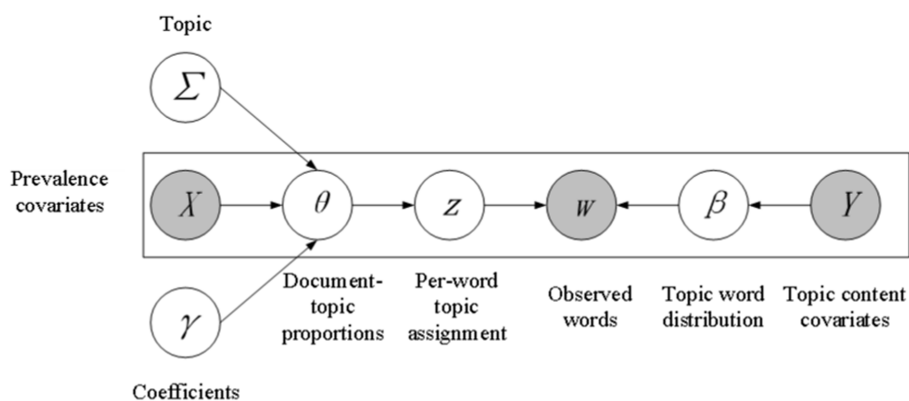 Topic
Σ
Prevalence
covariates
X
θ
z
w
β
Y
γ
Document-
topic
proportions
Per-word
topic
assignment
Observed
words
Topic word
distribution
Topic content
covariates
Coefficients